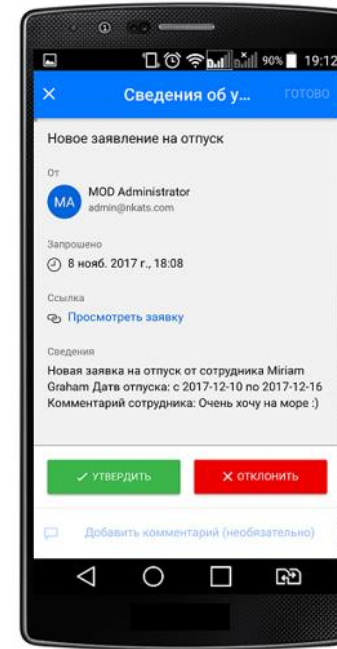 90% 19:12
Сведения об у... ГОТОВО
Новое заявление на отпуск
От
MA
MOD Administrator
admin@nkats.com
Запрошено
8 нояб. 2017 г., 18:08
Ссылка
Просмотреть заявку
Сведения
Новая заявка на отпуск от сотрудника Miriam
Graham Датв отпуска: с 2017-12-10 по 2017-12-16
Комментарий сотрудника: Очень хочу на море :)
УТВЕРДИТЬ
ОТКЛОНИТЬ
Добавить комментарий (необязательно)